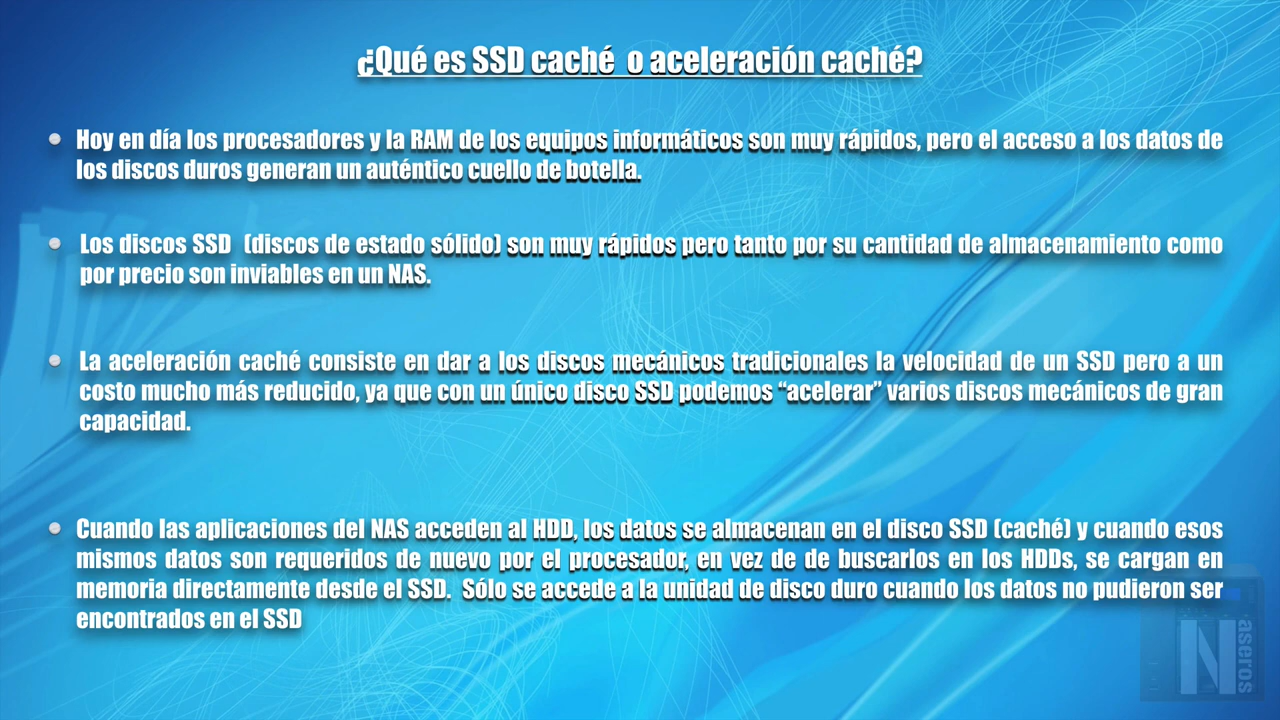 ¿Qué es SSD caché  o aceleración caché?
Hoy en día los procesadores y la RAM de los equipos informáticos son muy rápidos, pero el acceso a los datos de
los discos duros generan un auténtico cuello de botella.
Los discos SSD  (discos de estado sólido) son muy rápidos pero tanto por su cantidad de almacenamiento como
por precio son inviables en un NAS.
La aceleración caché consiste en dar a los discos mecánicos tradicionales la velocidad de un SSD pero a un
costo mucho más reducido, ya que con un único disco SSD podemos “acelerar” varios discos mecánicos de gran
capacidad.
Cuando las aplicaciones del NAS acceden al HDD, los datos se almacenan en el disco SSD (caché) y cuando esos
mismos datos son requeridos de nuevo por el procesador, en vez de de buscarlos en los HDDs, se cargan en
memoria directamente desde el SSD.  Sólo se accede a la unidad de disco duro cuando los datos no pudieron ser
encontrados en el SSD
Naseros